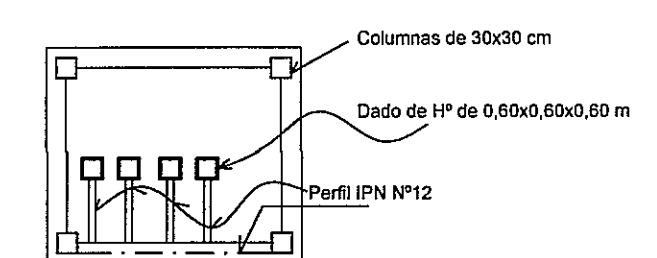 Columnas de 30x30 cm
Dado de Hº de 0,60x0,60x0,60 m
Perfil IPN Nº12